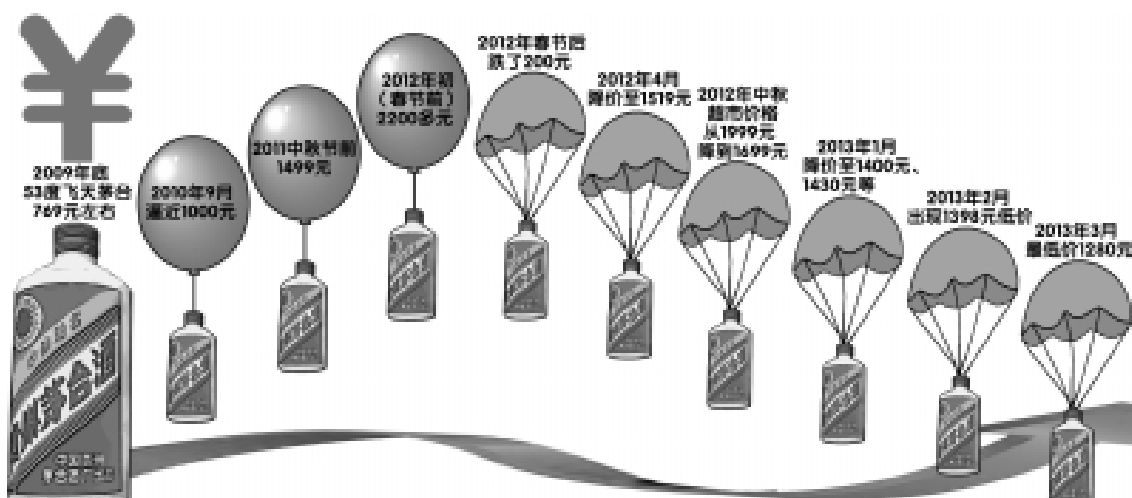 ¥
2009年底
53度飞天茅台
769元左右
2010年9月
逼近1000元
2011中秋节前
1499元
2012年初
(春节前)
2200多元
2012年春节后
跌了200元
2012年4月
降价至1519元
2012年中秋
超市价格
从1999元
降到1699元
2013年1月
降价至1400元、
1430元等
2013年2月
出现1398元低价
2013年3月
最低价1280元
茅台酒